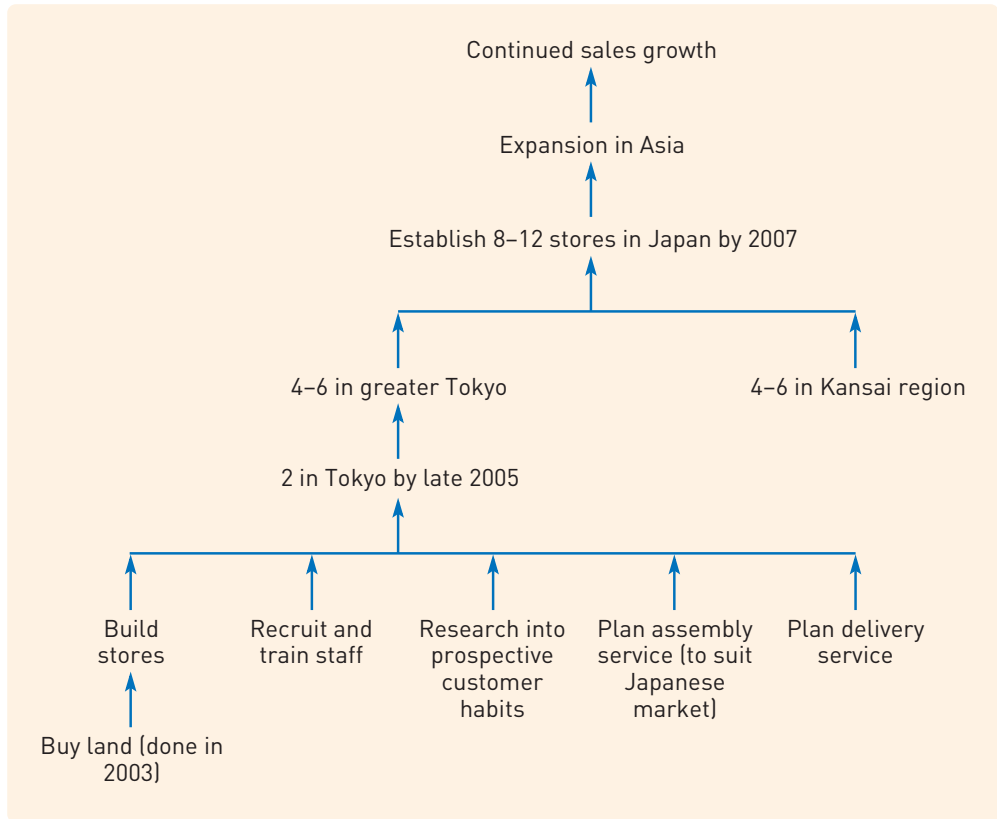 Continued sales growth
Expansion in Asia
Establish 8–12 stores in Japan by 2007
4–6 in greater Tokyo
4–6 in Kansai region
2 in Tokyo by late 2005
Build
stores
Recruit and
train staff
Research into
prospective
customer
habits
Plan assembly
service (to suit
Japanese
market)
Plan delivery
service
Buy land (done in
2003)